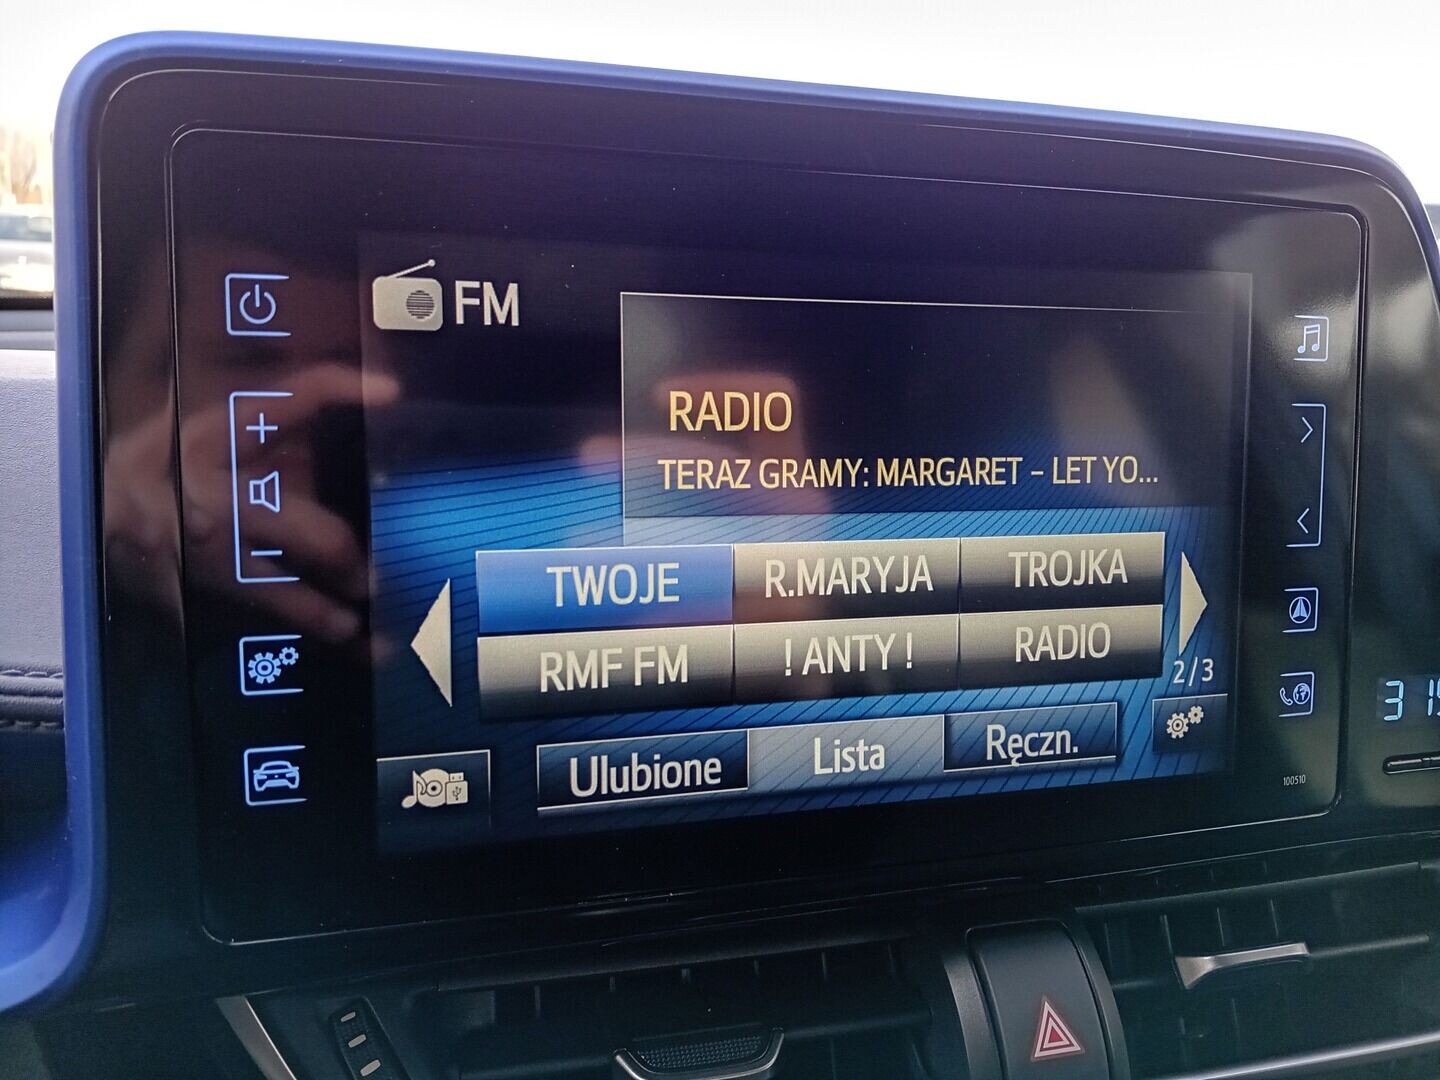 FM
RADIO
TERAZ GRAMY: MARGARET – LET YO...
TWOJE R.MARYJA TROJKA
RMF FM ! ANTY ! RADIO
2/3
Ulubione Lista Ręczn.
100510